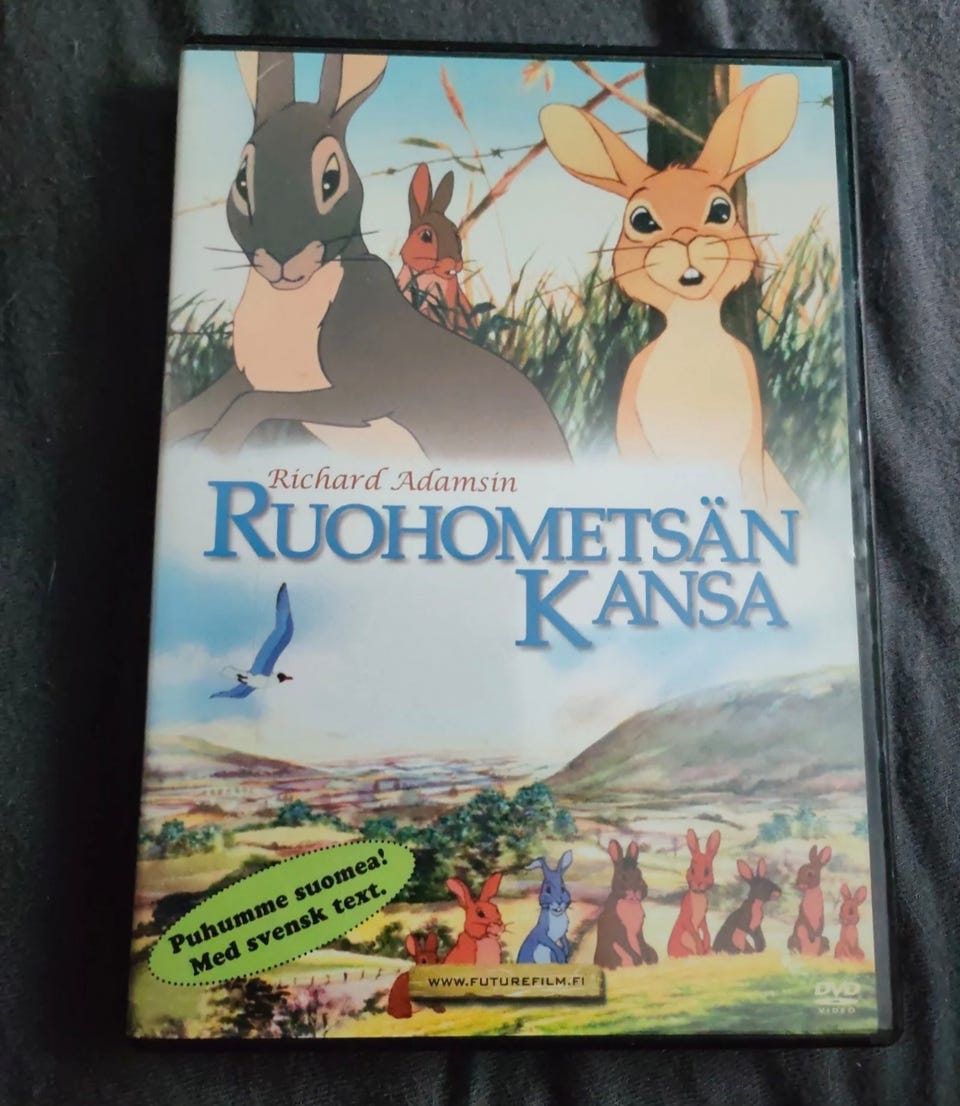 Richard Adamsin
RUOHOMETSÄN
KANSA
Puhumme suomea!
Med svensk text.
WWW.FUTUREFILM.FI
DVD
VIDEO